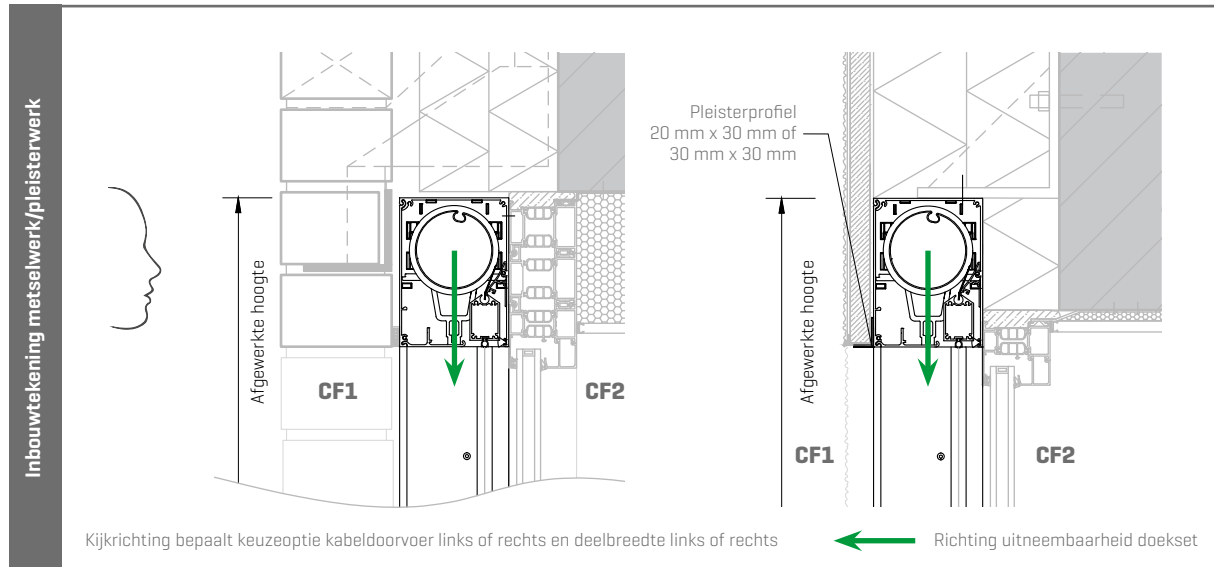 Inbouwtekening metselwerk/pleisterwerk
Afgewerkte hoogte
CF1
CF2
Pleisterprofiel
20 mm x 30 mm of
30 mm x 30 mm
Afgewerkte hoogte
CF1
CF2
Kijkrichting bepaalt keuzeoptie kabeldoorvoer links of rechts en deelbreedte links of rechts
Richting uitneembaarheid doekset